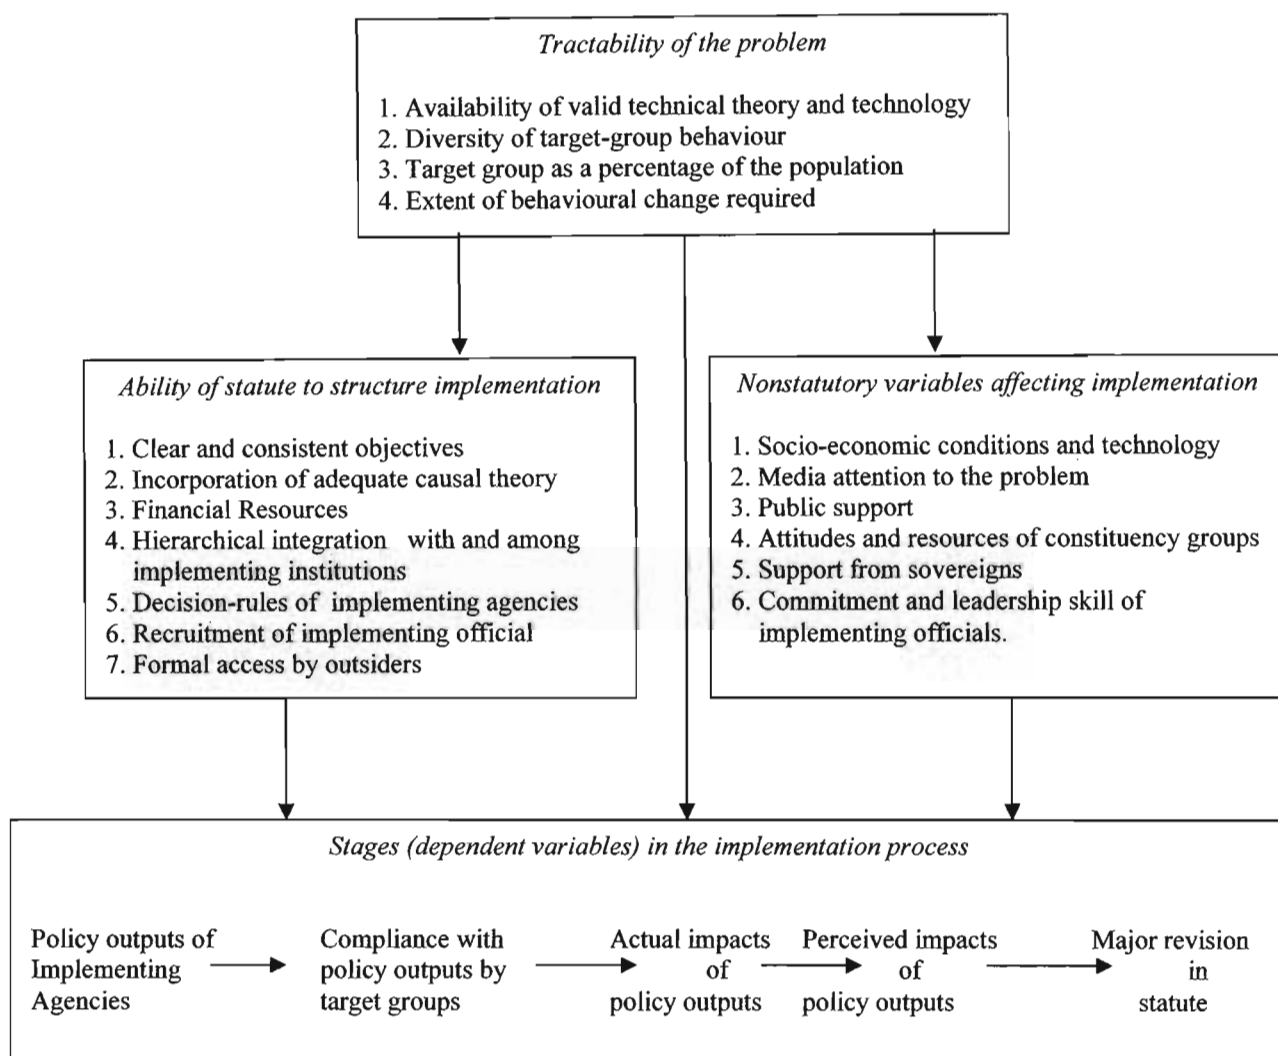 Tractability of the problem
1. Availability of valid technical theory and technology
2. Diversity of target-group behaviour
3. Target group as a percentage of the population
4. Extent of behavioural change required
Ability of statute to structure implementation
1. Clear and consistent objectives
2. Incorporation of adequate causal theory
3. Financial Resources
4. Hierarchical integration with and among
implementing institutions
5. Decision-rules of implementing agencies
6. Recruitment of implementing official
7. Formal access by outsiders
Nonstatutory variables affecting implementation
1. Socio-economic conditions and technology
2. Media attention to the problem
3. Public support
4. Attitudes and resources of constituency groups
5. Support from sovereigns
6. Commitment and leadership skill of
implementing officials.
Stages (dependent variables) in the implementation process
Policy outputs of
Implementing
Agencies
Compliance with
policy outputs by
target groups
Actual impacts
of
policy outputs
Perceived impacts
of
policy outputs
Major revision
in
statute